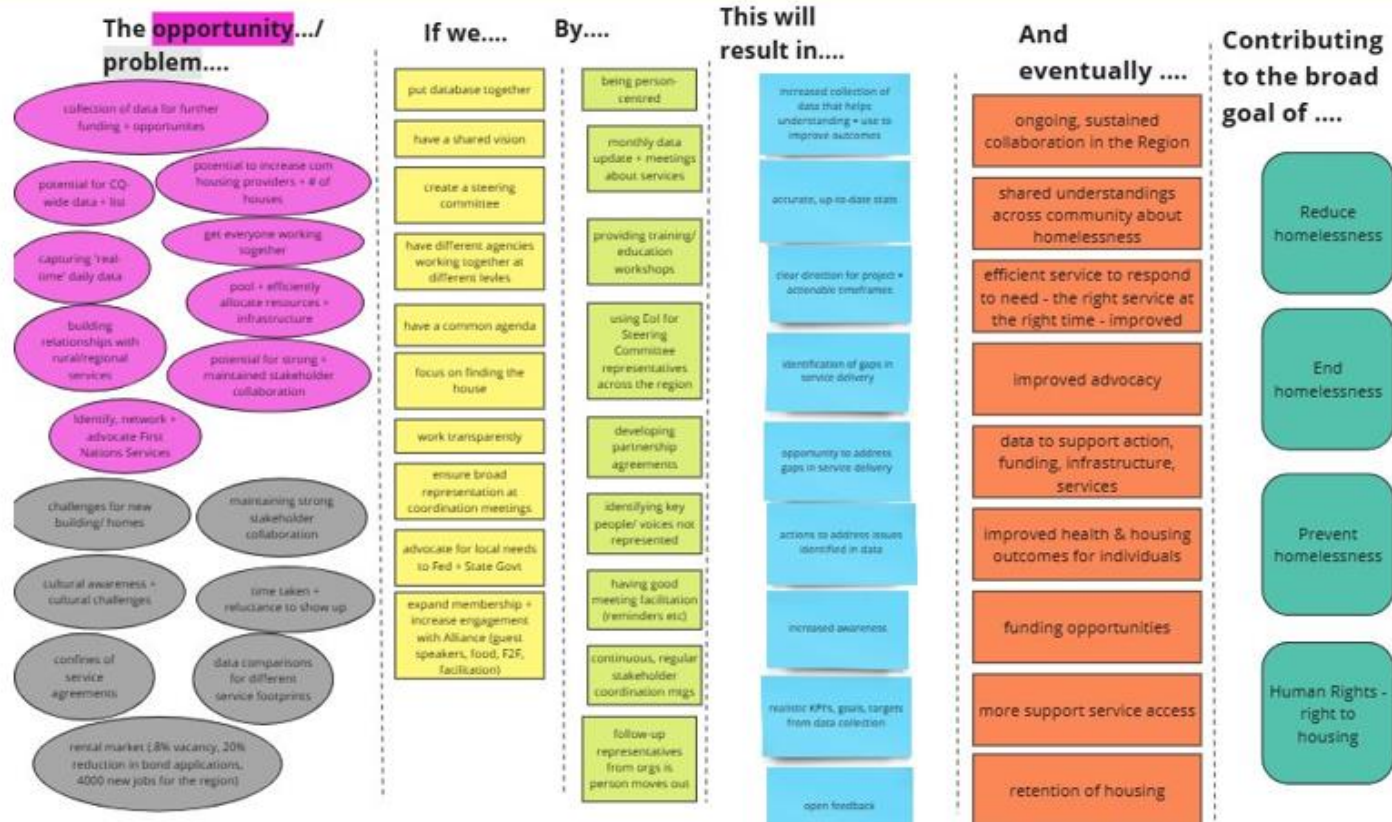 The opportunity.../
problem....
collection of data for further
funding + opportunites
potential to increase com
housing providers + # of
houses
potential for CQ-
wide data + list
get everyone working
together
capturing 'real-
time' daily data
pool + efficiently
allocate resources +
infrastructure
building
relationships with
rural/regional
services
potential for strong +
maintained stakeholder
collaboration
Identify, network +
advocate First
Nations Services
challenges for new
building/ homes
maintaining strong
stakeholder
collaboration
cultural awareness +
cultural challenges
time taken +
reluctance to show up
confines of
service
agreements
data comparisons
for different
service footprints
rental market (.8% vacancy, 20%
reduction in bond applications,
4000 new jobs for the region)
If we....
put database together
have a shared vision
create a steering
committee
have different agencies
working together at
different levles
have a common agenda
focus on finding the
house
work transparently
ensure broad
representation at
coordination meetings
advocate for local needs
to Fed + State Govt
expand membership +
increase engagement
with Alliance (guest
speakers, food, F2F,
facilitation)
By....
being person-
centred
monthly data
update + meetings
about services
providing training/
education
workshops
using EoI for
Steering
Committee
representatives
across the region
developing
partnership
agreements
identifying key
people/ voices not
represented
having good
meeting facilitation
(reminders etc)
continuous, regular
stakeholder
coordination mtgs
follow-up
representatives
from orgs is
person moves out
This will
result in....
increased collection of
data that helps
understanding + use to
improve outcomes
accurate, up-to-date stats
clear direction for project +
actionable timeframes
identification of gaps in
service delivery
opportunity to address
gaps in service delivery
actions to address issues
identified in data
increased awareness
realistic KPI's, goals, targets
from data collection
open feedback
And
eventually ....
ongoing, sustained
collaboration in the Region
shared understandings
across community about
homelessness
efficient service to respond
to need - the right service at
the right time - improved
improved advocacy
data to support action,
funding, infrastructure,
services
improved health & housing
outcomes for individuals
funding opportunities
more support service access
retention of housing
Contributing
to the broad
goal of ....
Reduce
homelessness
End
homelessness
Prevent
homelessness
Human Rights -
right to
housing